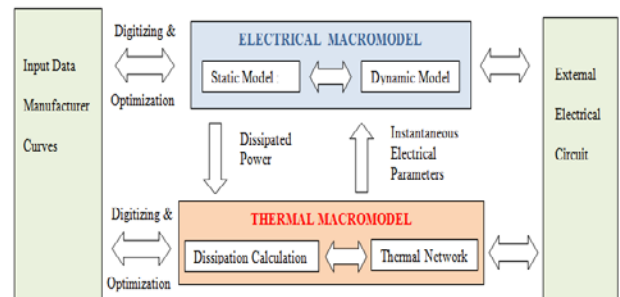 Input Data
Manufacturer
Curves
Digitizing &
Optimization
ELECTRICAL MACROMODEL
Static Model :
Dynamic Model
Dissipated
Power
Instantaneous
Electrical
Parameters
Digitizing &
Optimization
THERMAL MACROMODEL
Dissipation Calculation
Thermal Network
External
Electrical
Circuit